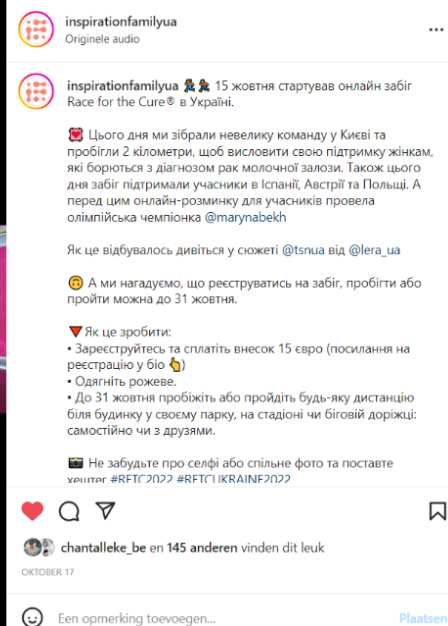 inspirationfamilyua
Originele audio
inspirationfamilyua 🏃🏃 15 жовтня стартував онлайн забіг
Race for the Cure® в Україні.
💟 Цього дня ми зібрали невелику команду у Києві та
пробігли 2 кілометри, щоб висловити свою підтримку жінкам,
які борються з діагнозом рак молочної залози. Також цього
дня забіг підтримали учасники в Іспанії, Австрії та Польщі. А
перед цим онлайн-розминку для учасників провела
олімпійська чемпіонка @marynabekh
Як це відбувалось дивіться у сюжеті @tsnua від @lera_ua
🙃 А ми нагадуємо, що реєструватись на забіг, пробігти або
пройти можна до 31 жовтня.
🔻Як це зробити:
• Зареєструйтесь та сплатіть внесок 15 євро (посилання на
реєстрацію у біо 👆)
• Одягніть рожеве.
• До 31 жовтня пробіжіть або пройдіть будь-яку дистанцію
біля будинку у своєму парку, на стадіоні чи біговій доріжці:
самостійно чи з друзями.
📸 Не забудьте про селфі або спільне фото та поставте
хештег #RFTC2022 #RFTCUKRAINE2022
chantalleke_be en 145 anderen vinden dit leuk
OKTOBER 17
Een opmerking toevoegen... Plaatsen